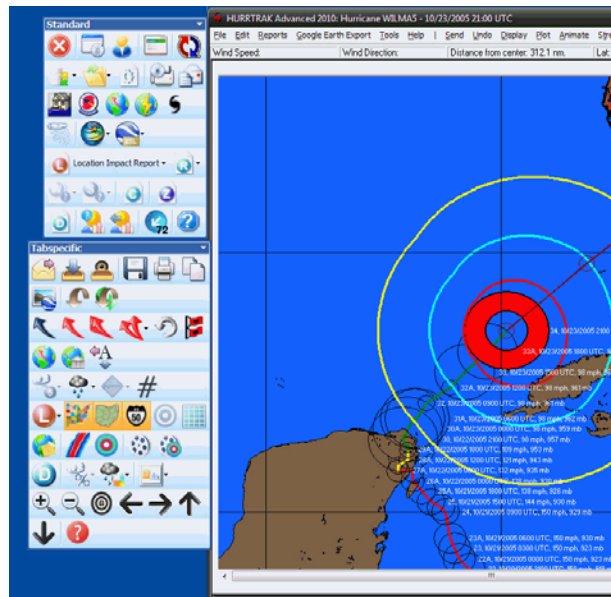 Standard
72
Location Impact Report
Tabspecific
50
HURRTRAK Advanced 2010: Hurricane WILMA5 - 10/23/2005 21:00 UTC
File Edit Reports Google Earth Export Tools Help | Send Undo Display Plot Animate
Wind Speed: Wind Direction: Distance from center: 312.1 nm. Lat:
34, 10/23/2005 2100
33A, 10/23/2005 1800 UTC,
33, 10/23/2005 1500 UTC, 98 mph,
32A, 10/23/2005 1200 UTC, 98 mph, 961 mb
32, 10/23/2005 0900 UTC, 98 mph, 961 mb
31A, 10/23/2005 0600 UTC, 98 mph, 962 mb
30A, 10/23/2005 0000 UTC, 98 mph, 959 mb
30, 10/22/2005 2100 UTC, 98 mph, 957 mb
1800 UTC, 109 mph, 953 mb
28A, 10/22/2005 1200 UTC, 121 mph, 943 mb
27A, 10/22/2005 0600 UTC, 132 mph, 935 mb
25A, 10/21/2005 1800 UTC, 138 mph, 926 mb
25, 10/21/2005 1500 UTC, 144 mph, 930 mb
24, 10/21/2005 0900 UTC, 150 mph, 929 mb
23A, 10/21/2005 0600 UTC, 150 mph, 930 mb
23, 10/21/2005 0300 UTC, 150 mph, 923 mb
22A, 10/21/2005 0000 UTC, 150 mph, 923 mb